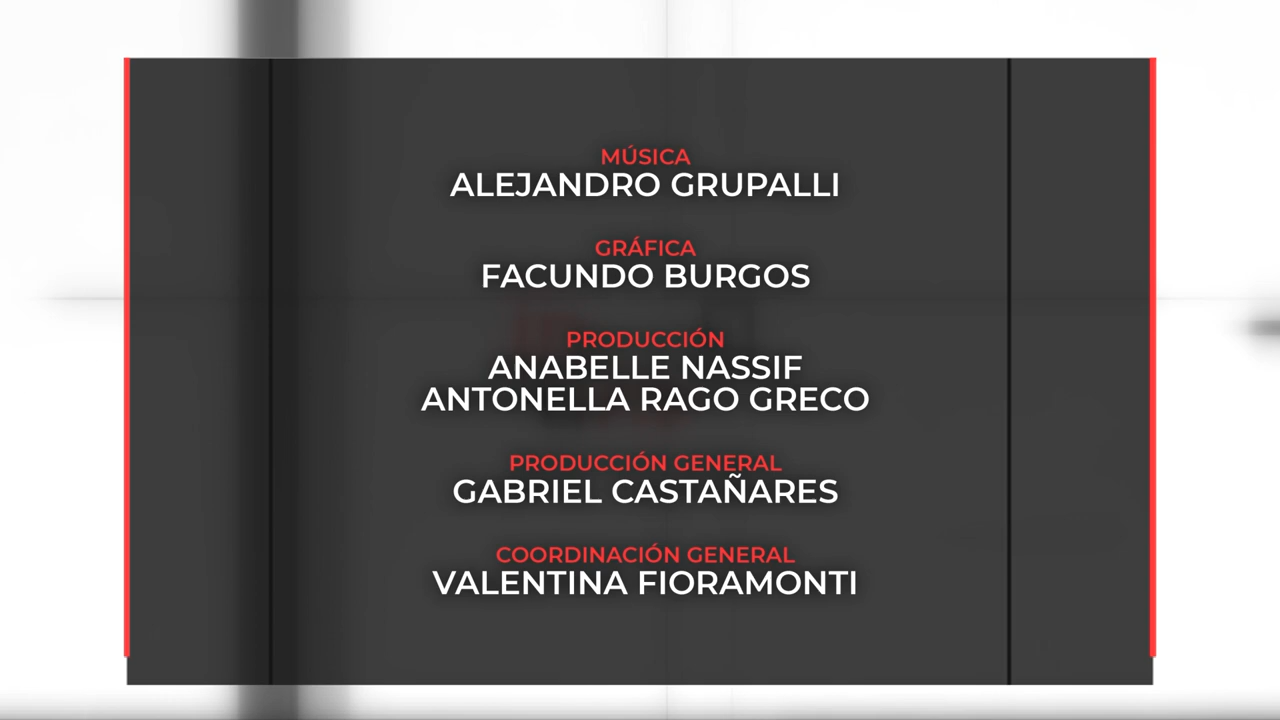 MÚSICA
ALEJANDRO GRUPALLI
GRÁFICA
FACUNDO BURGOS
PRODUCCIÓN
ANABELLE NASSIF
ANTONELLA RAGO GRECO
PRODUCCIÓN GENERAL
GABRIEL CASTAÑARES
COORDINACIÓN GENERAL
VALENTINA FIORAMONTI